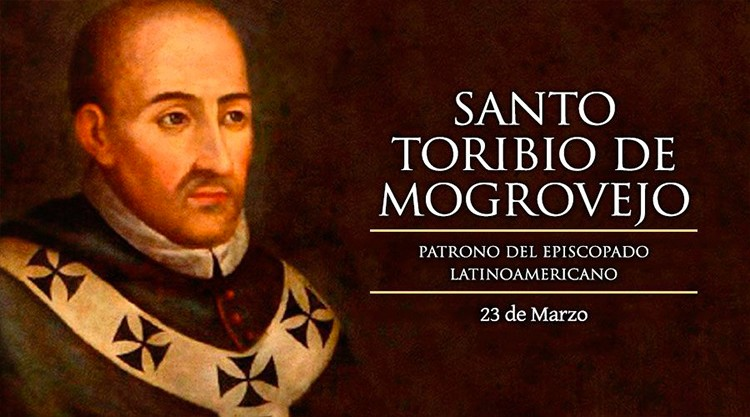 SANTO
TORIBIO DE
MOGROVEJO
PATRONO DEL EPISCOPADO
LATINOAMERICANO
23 de Marzo